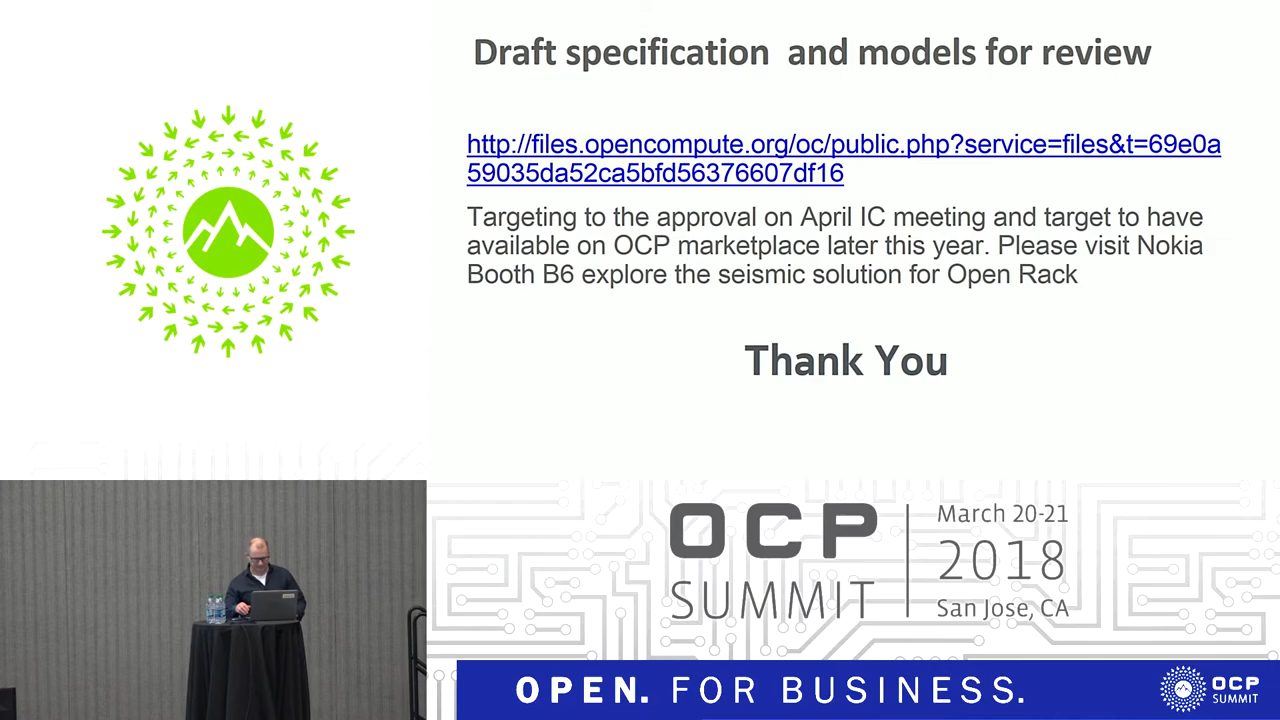 Draft specification and models for review
http://files.opencompute.org/oc/public.php?service=files&t=69e0a
59035da52ca5bfd56376607df16
Targeting to the approval on April IC meeting and target to have
available on OCP marketplace later this year. Please visit Nokia
Booth B6 explore the seismic solution for Open Rack
Thank You
OCP
SUMMIT
March 20-21
2018
San Jose, CA
OPEN. FOR BUSINESS.
OCP
SUMMIT